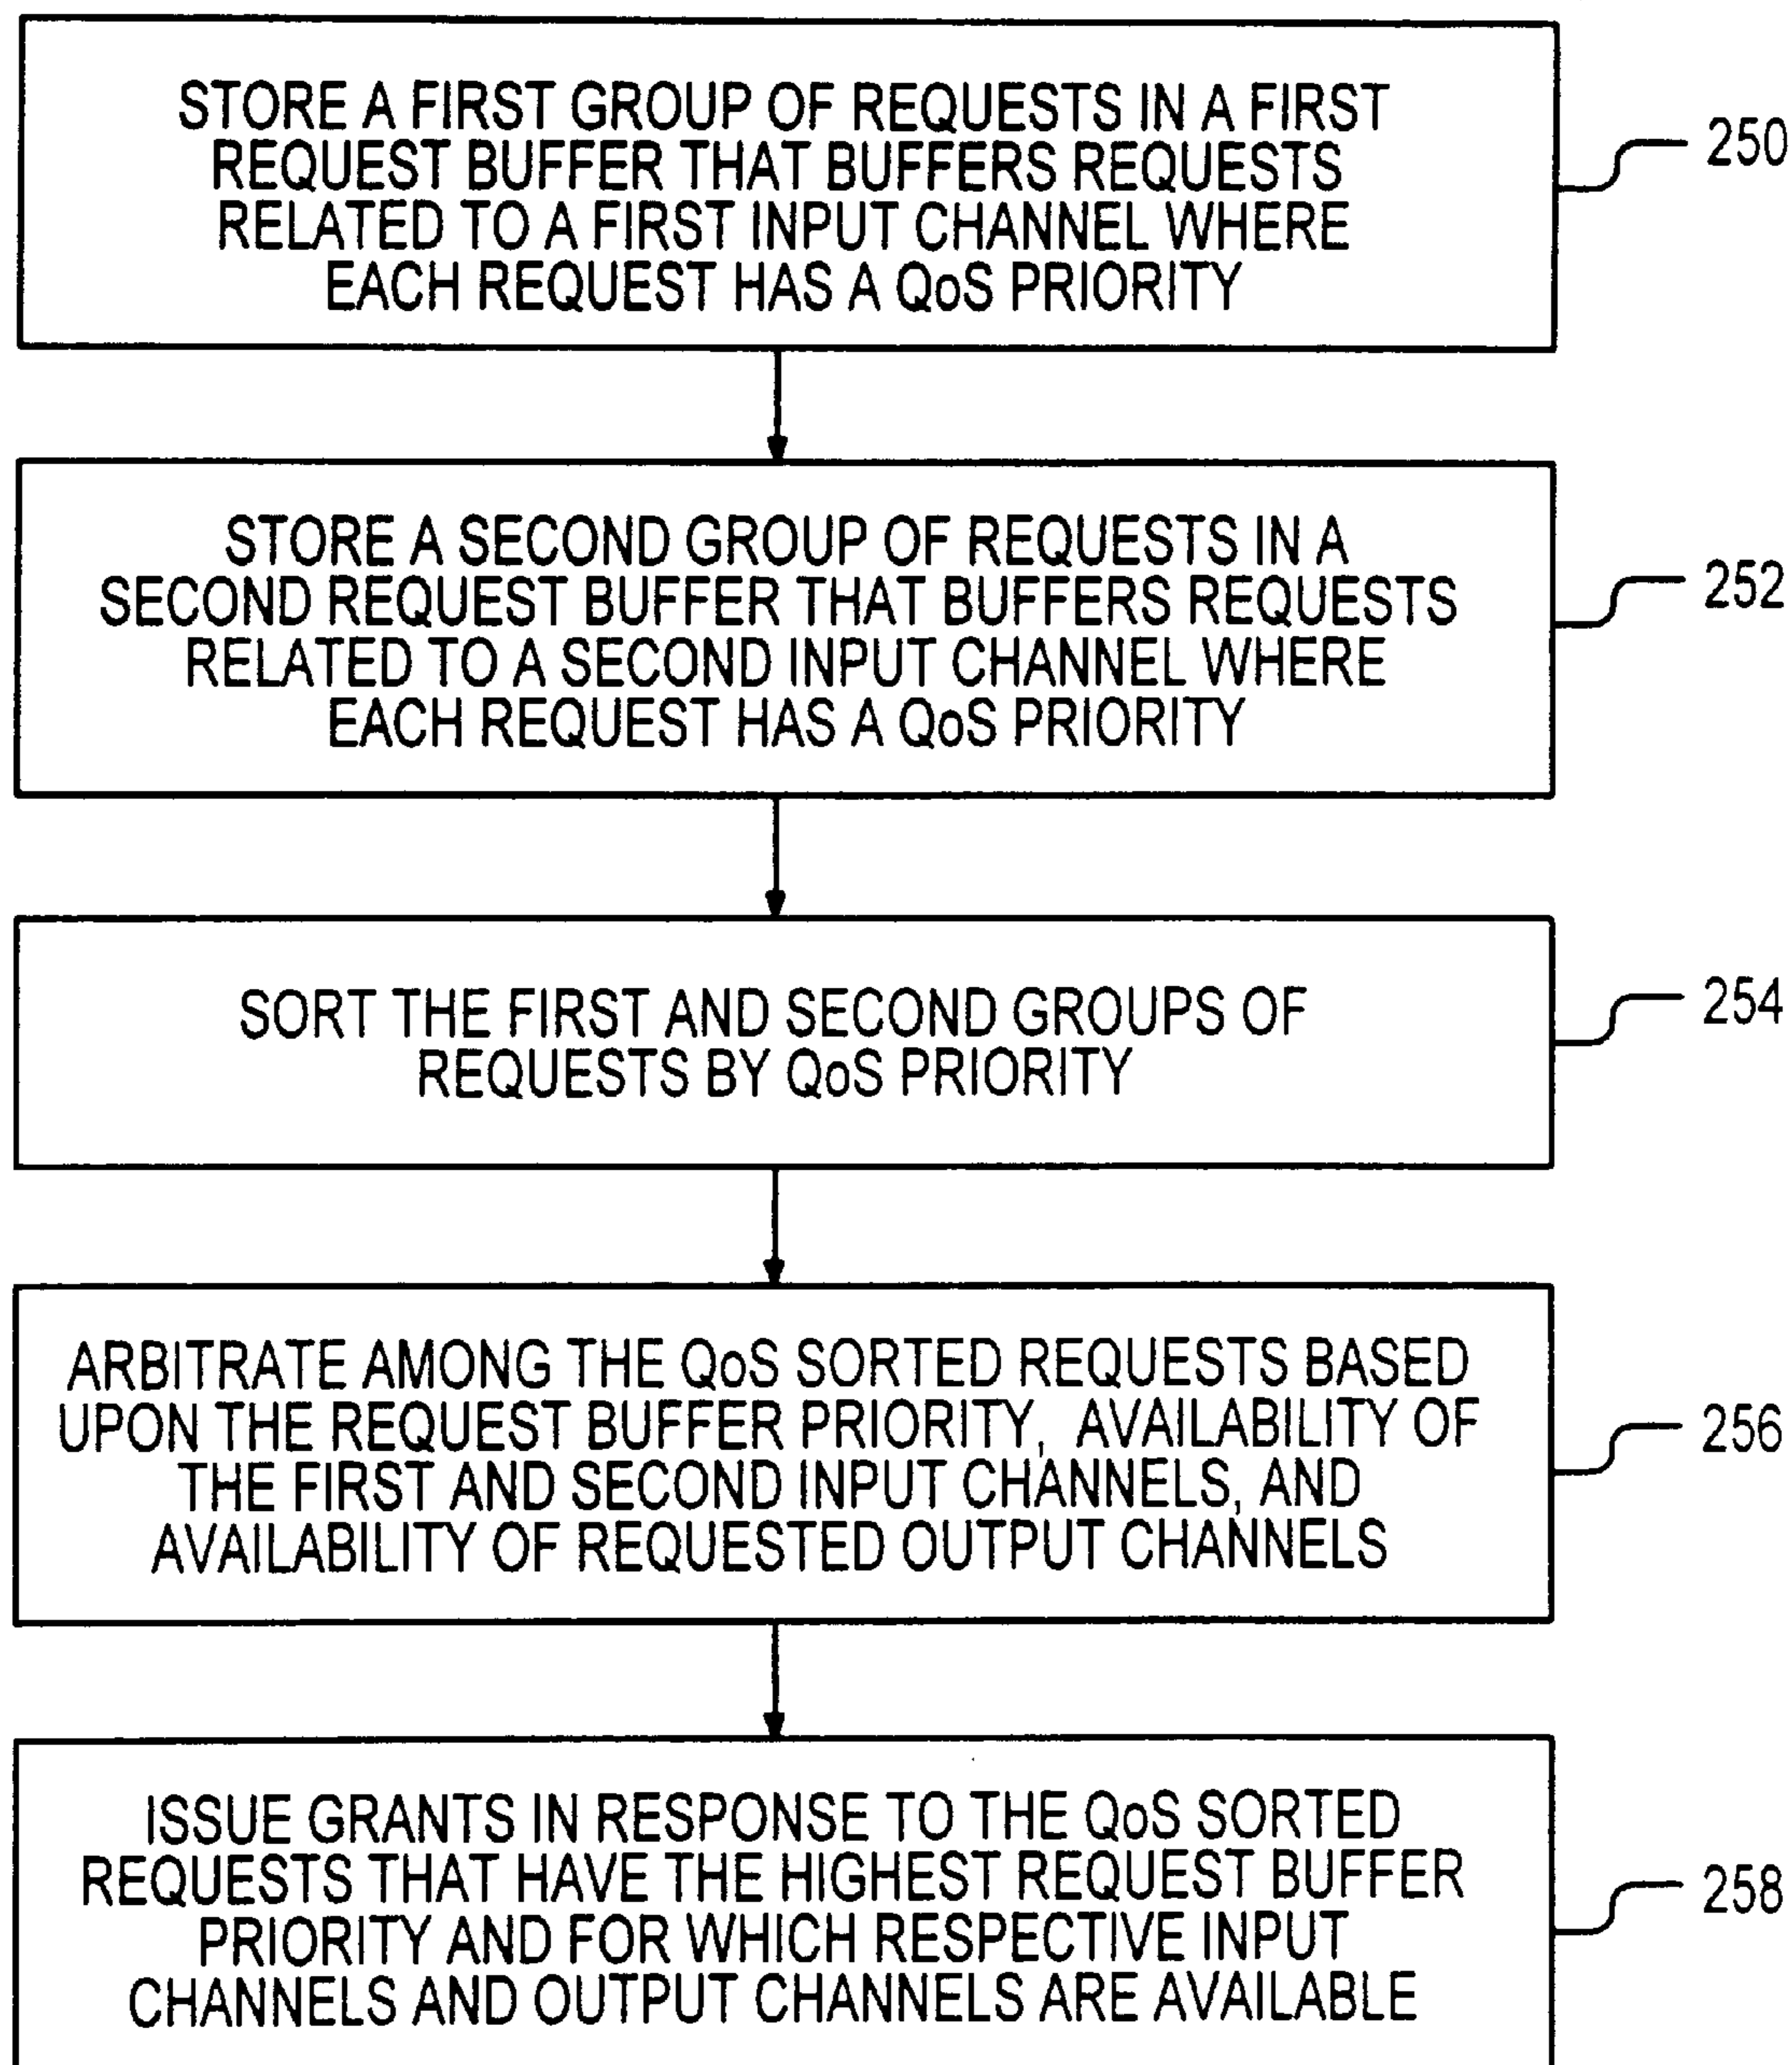 STORE A FIRST GROUP OF REQUESTS IN A FIRST
REQUEST BUFFER THAT BUFFERS REQUESTS
RELATED TO A FIRST INPUT CHANNEL WHERE
EACH REQUEST HAS A QoS PRIORITY
250
STORE A SECOND GROUP OF REQUESTS IN A
SECOND REQUEST BUFFER THAT BUFFERS REQUESTS
RELATED TO A SECOND INPUT CHANNEL WHERE
EACH REQUEST HAS A QoS PRIORITY
252
SORT THE FIRST AND SECOND GROUPS OF
REQUESTS BY QoS PRIORITY
254
ARBITRATE AMONG THE QoS SORTED REQUESTS BASED
UPON THE REQUEST BUFFER PRIORITY, AVAILABILITY OF
THE FIRST AND SECOND INPUT CHANNELS, AND
AVAILABILITY OF REQUESTED OUTPUT CHANNELS
256
ISSUE GRANTS IN RESPONSE TO THE QoS SORTED
REQUESTS THAT HAVE THE HIGHEST REQUEST BUFFER
PRIORITY AND FOR WHICH RESPECTIVE INPUT
CHANNELS AND OUTPUT CHANNELS ARE AVAILABLE
258